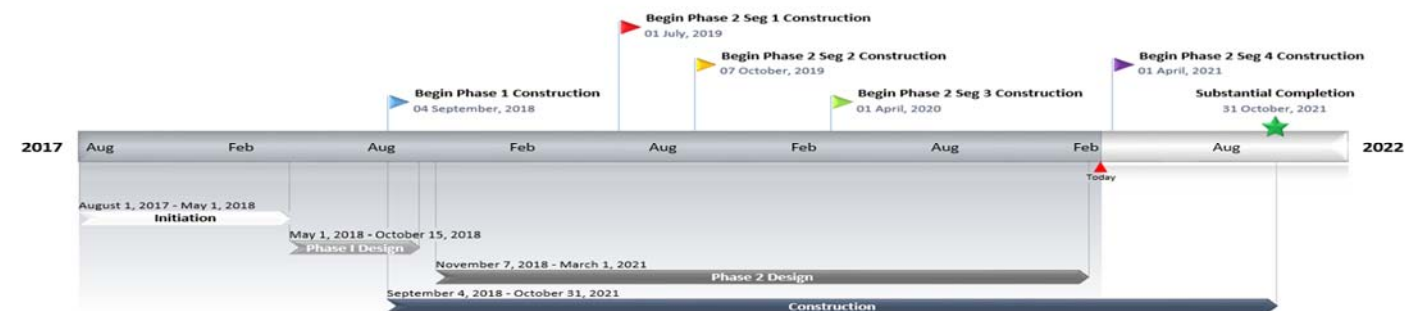 Begin Phase 2 Seg 1 Construction
01 July, 2019
Begin Phase 2 Seg 2 Construction
07 October, 2019
Begin Phase 2 Seg 4 Construction
01 April, 2021
Begin Phase 1 Construction
04 September, 2018
Begin Phase 2 Seg 3 Construction
01 April, 2020
Substantial Completion
31 October, 2021
2017 Aug Feb Aug Feb Aug Feb Aug Feb Aug 2022
Today
August 1, 2017 - May 1, 2018
Initiation
May 1, 2018 - October 15, 2018
Phase I Design
November 7, 2018 - March 1, 2021
Phase 2 Design
September 4, 2018 - October 31, 2021
Construction